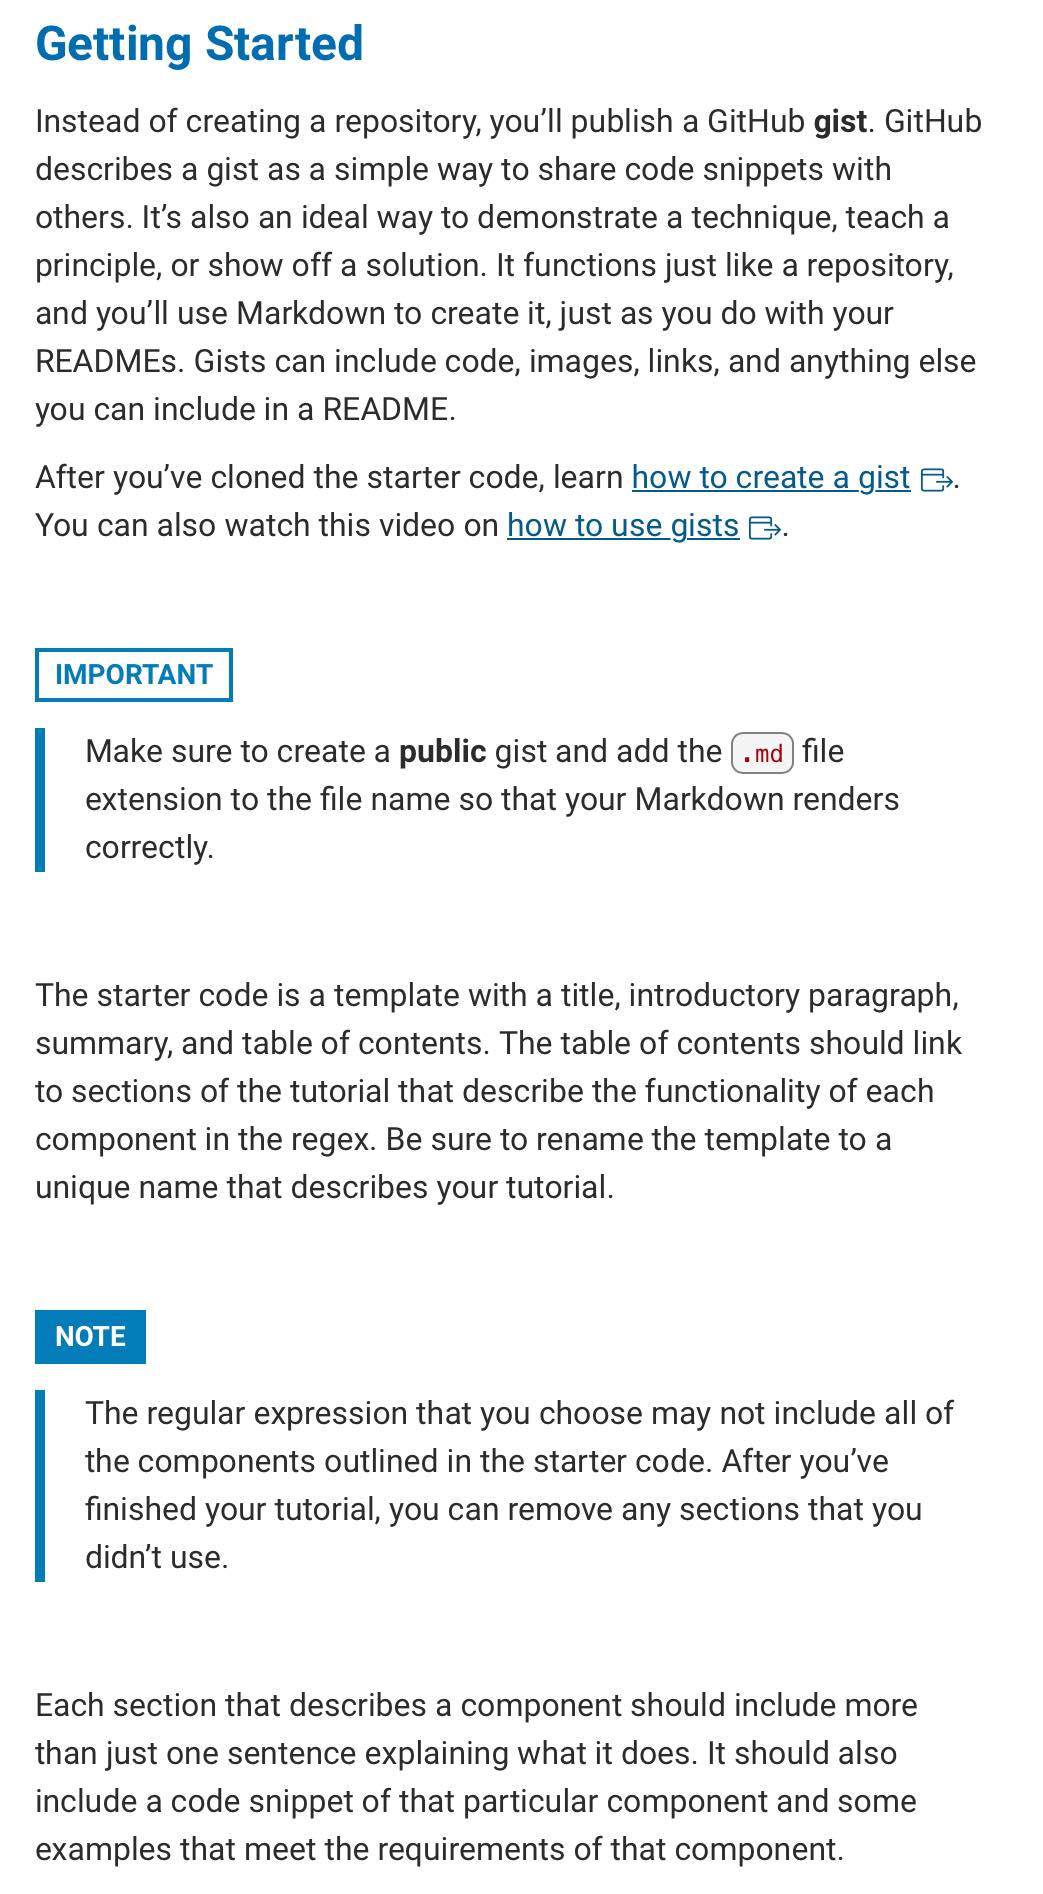 Getting Started
Instead of creating a repository, you’ll publish a GitHub gist. GitHub
describes a gist as a simple way to share code snippets with
others. It’s also an ideal way to demonstrate a technique, teach a
principle, or show off a solution. It functions just like a repository,
and you’ll use Markdown to create it, just as you do with your
READMEs. Gists can include code, images, links, and anything else
you can include in a README.
After you’ve cloned the starter code, learn how to create a gist.
You can also watch this video on how to use gists.
IMPORTANT
Make sure to create a public gist and add the .md file
extension to the file name so that your Markdown renders
correctly.
The starter code is a template with a title, introductory paragraph,
summary, and table of contents. The table of contents should link
to sections of the tutorial that describe the functionality of each
component in the regex. Be sure to rename the template to a
unique name that describes your tutorial.
NOTE
The regular expression that you choose may not include all of
the components outlined in the starter code. After you’ve
finished your tutorial, you can remove any sections that you
didn’t use.
Each section that describes a component should include more
than just one sentence explaining what it does. It should also
include a code snippet of that particular component and some
examples that meet the requirements of that component.